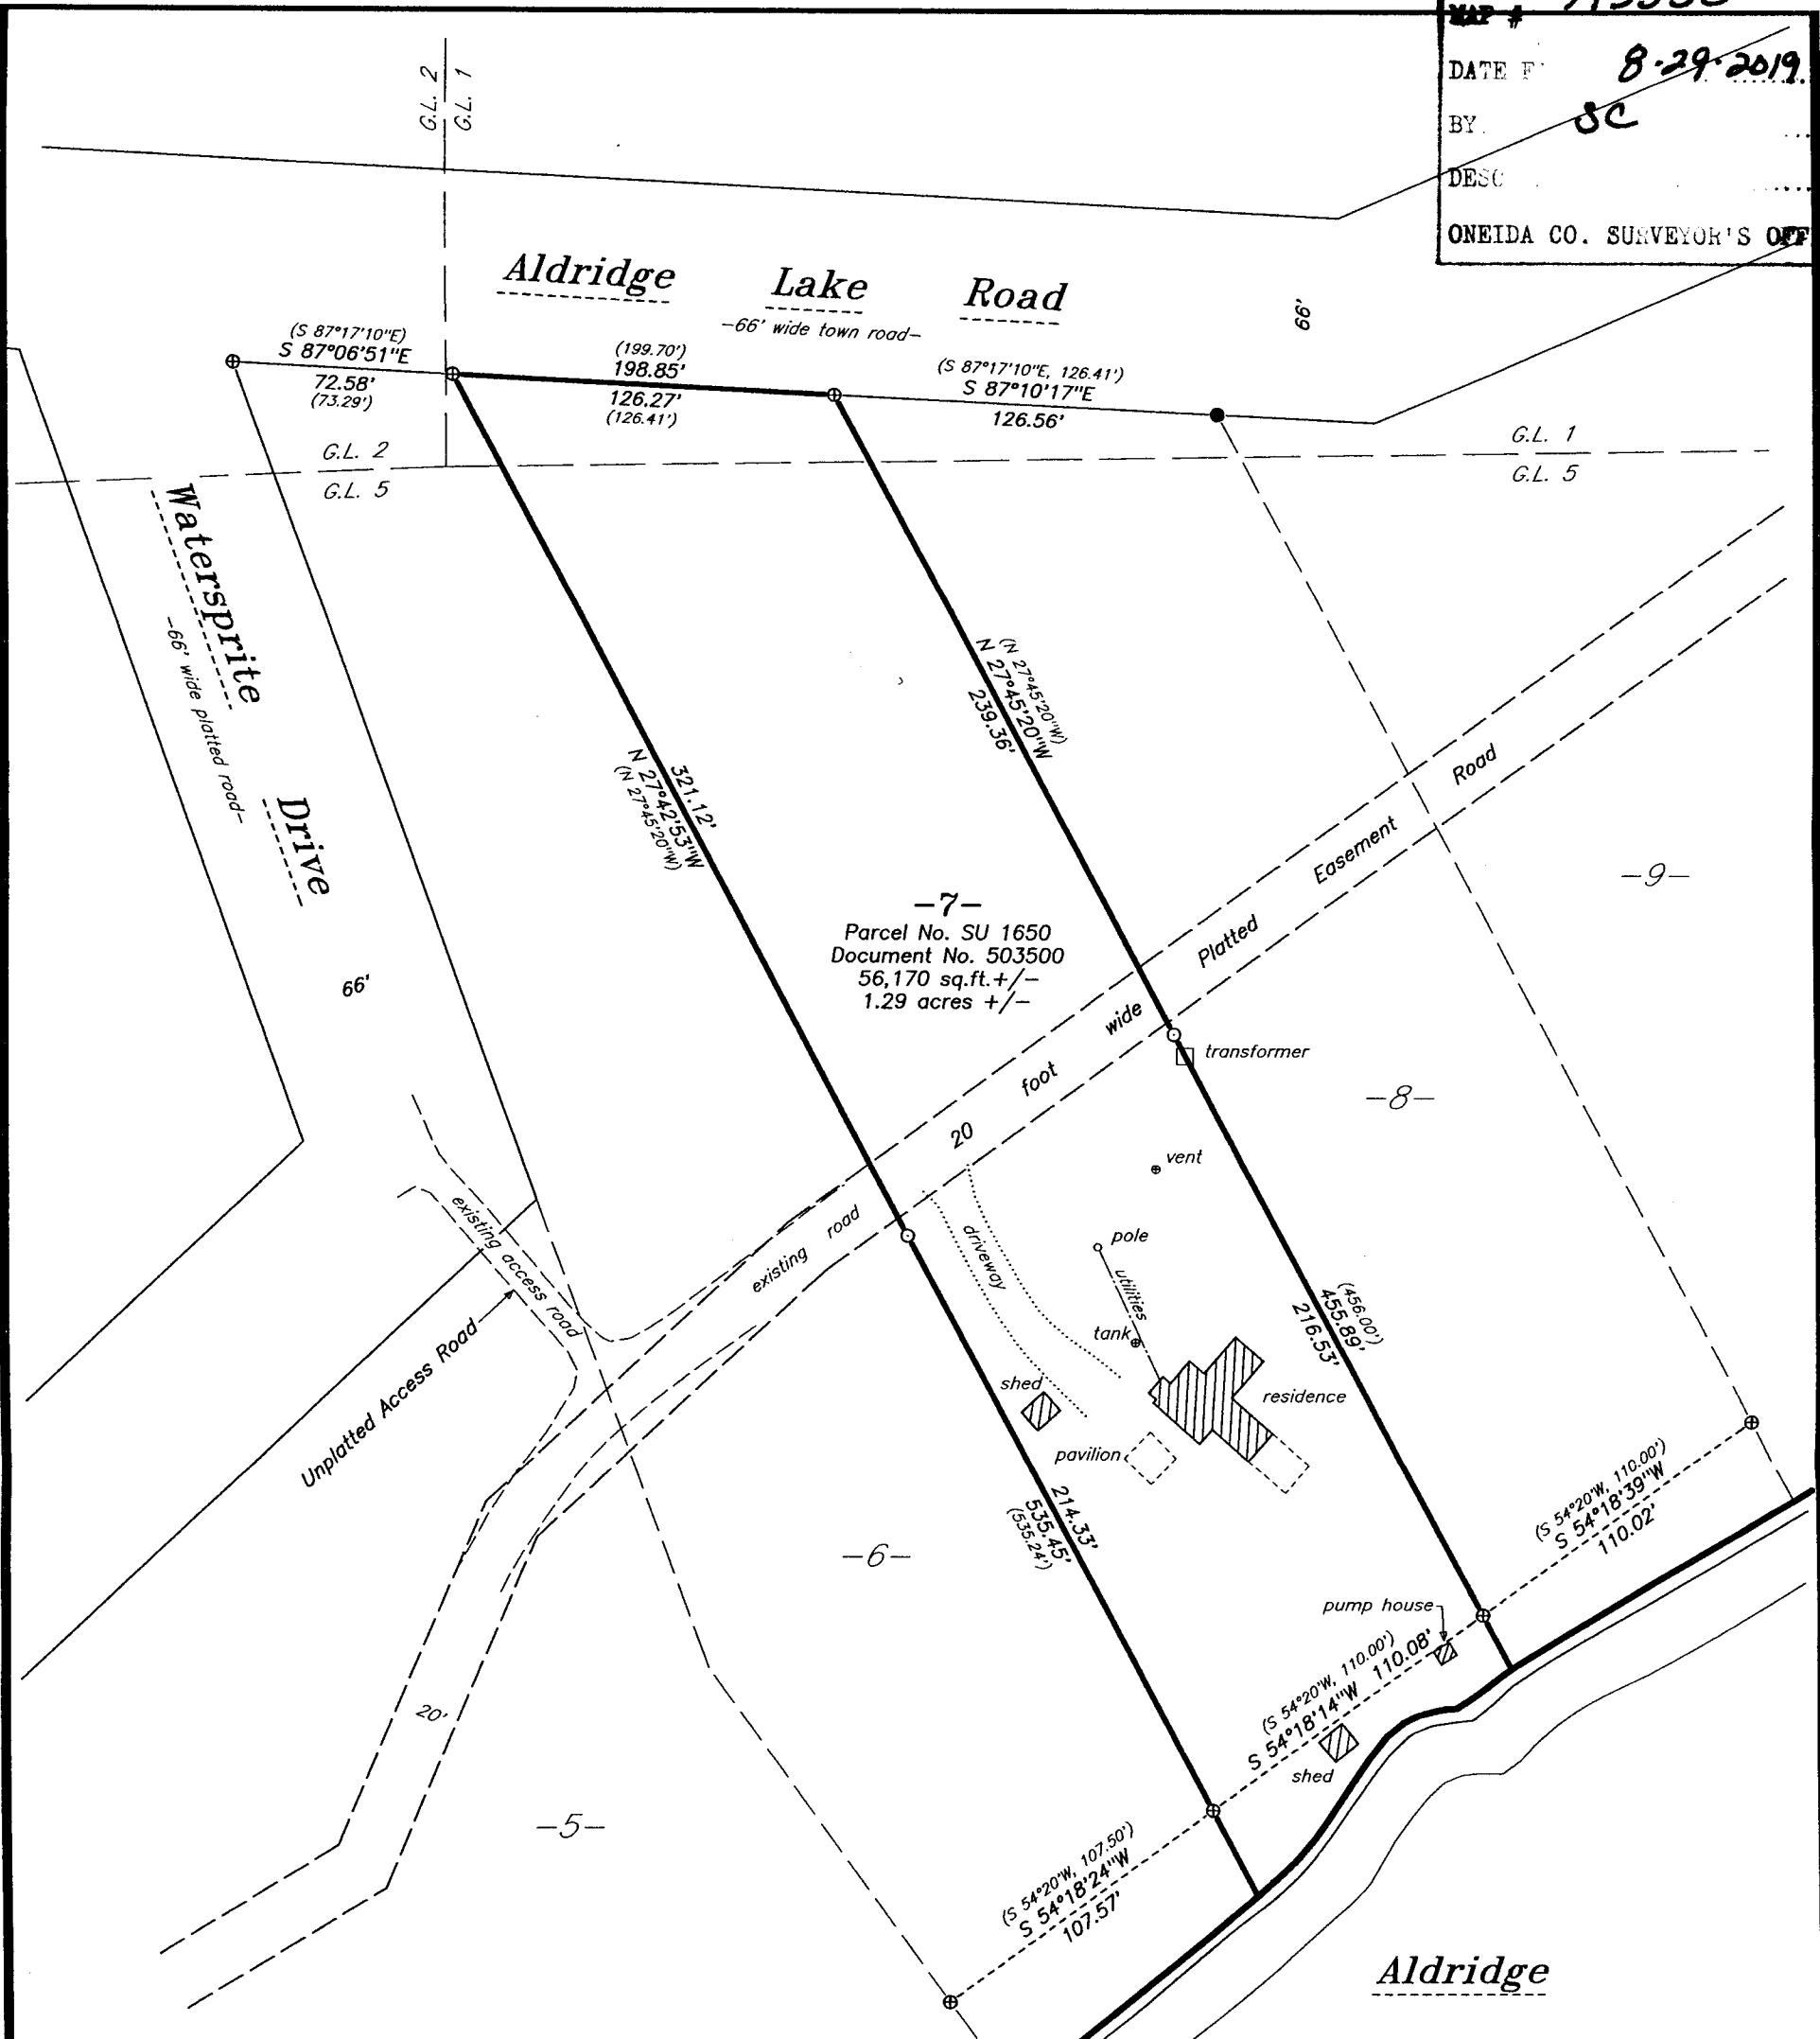 MAP #
DATE F
8·29·2019
BY.
SC
DESC
ONEIDA CO. SURVEYOR'S OFF
G.L. 2
G.L. 1
Aldridge Lake Road
-66' wide town road-
66'
(S 87°17'10"E)
S 87°06'51"E
72.58'
(73.29')
(199.70')
198.85'
126.27'
(126.41')
(S 87°17'10"E, 126.41')
S 87°10'17"E
126.56'
G.L. 2
G.L. 5
G.L. 1
G.L. 5
Watersprite Drive
-66' wide platted road-
66'
(N 27°45'20"W)
N 27°45'20"W
239.36'
321.12'
N 27°42'53"W
(N 27°45'20"W)
-7-
Parcel No. SU 1650
Document No. 503500
56,170 sq.ft.+/-
1.29 acres +/-
20 foot wide Platted Easement Road
-9-
transformer
-8-
vent
pole
utilities
driveway
existing road
existing access road
Unplatted Access Road
tank
shed
residence
pavilion
(456.00')
455.89'
216.53'
214.33'
535.45'
(535.24')
-6-
(S 54°20'W, 110.00')
S 54°18'39"W
110.02'
pump house
(S 54°20'W, 110.00')
S 54°18'14"W 110.08'
shed
20'
-5-
(S 54°20'W, 107.50')
S 54°18'24"W
107.57'
Aldridge